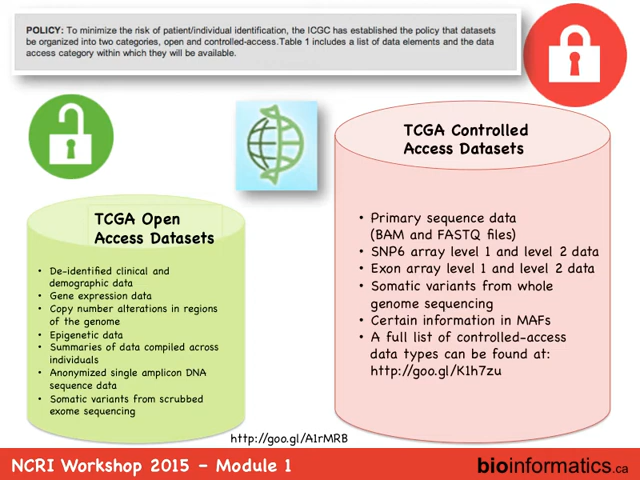 POLICY: To minimize the risk of patient/individual identification, the ICGC has established the policy that datasets
be organized into two categories, open and controlled-access.Table 1 includes a list of data elements and the data
access category within which they will be available.
TCGA Open
Access Datasets
• De-identified clinical and
demographic data
• Gene expression data
• Copy number alterations in regions
of the genome
• Epigenetic data
• Summaries of data compiled across
individuals
• Anonymized single amplicon DNA
sequence data
• Somatic variants from scrubbed
exome sequencing
TCGA Controlled
Access Datasets
• Primary sequence data
(BAM and FASTQ files)
• SNP6 array level 1 and level 2 data
• Exon array level 1 and level 2 data
• Somatic variants from whole
genome sequencing
• Certain information in MAFs
• A full list of controlled-access
data types can be found at:
http://goo.gl/K1h7zu
http://goo.gl/A1rMRB
NCRI Workshop 2015 – Module 1
bioinformatics.ca